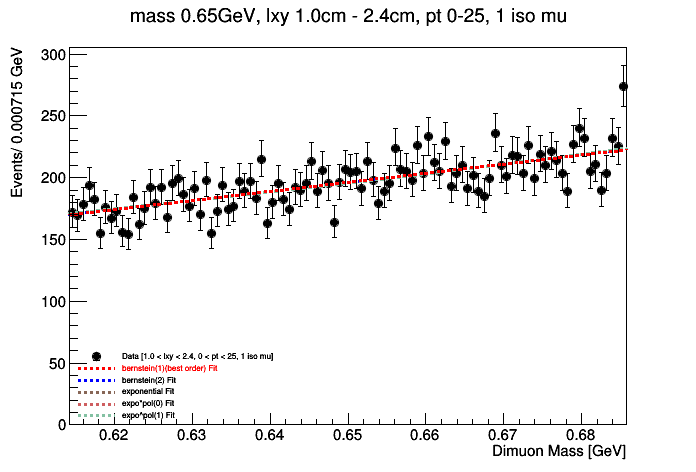 mass 0.65GeV, lxy 1.0cm - 2.4cm, pt 0-25, 1 iso mu
Events/ 0.000715 GeV
300
250
200
150
100
50
0
Data [1.0 < lxy < 2.4, 0 < pt < 25, 1 iso mu]
bernstein(1)(best order) Fit
bernstein(2) Fit
exponential Fit
expo*pol(0) Fit
expo*pol(1) Fit
0.62 0.63 0.64 0.65 0.66 0.67 0.68
Dimuon Mass [GeV]